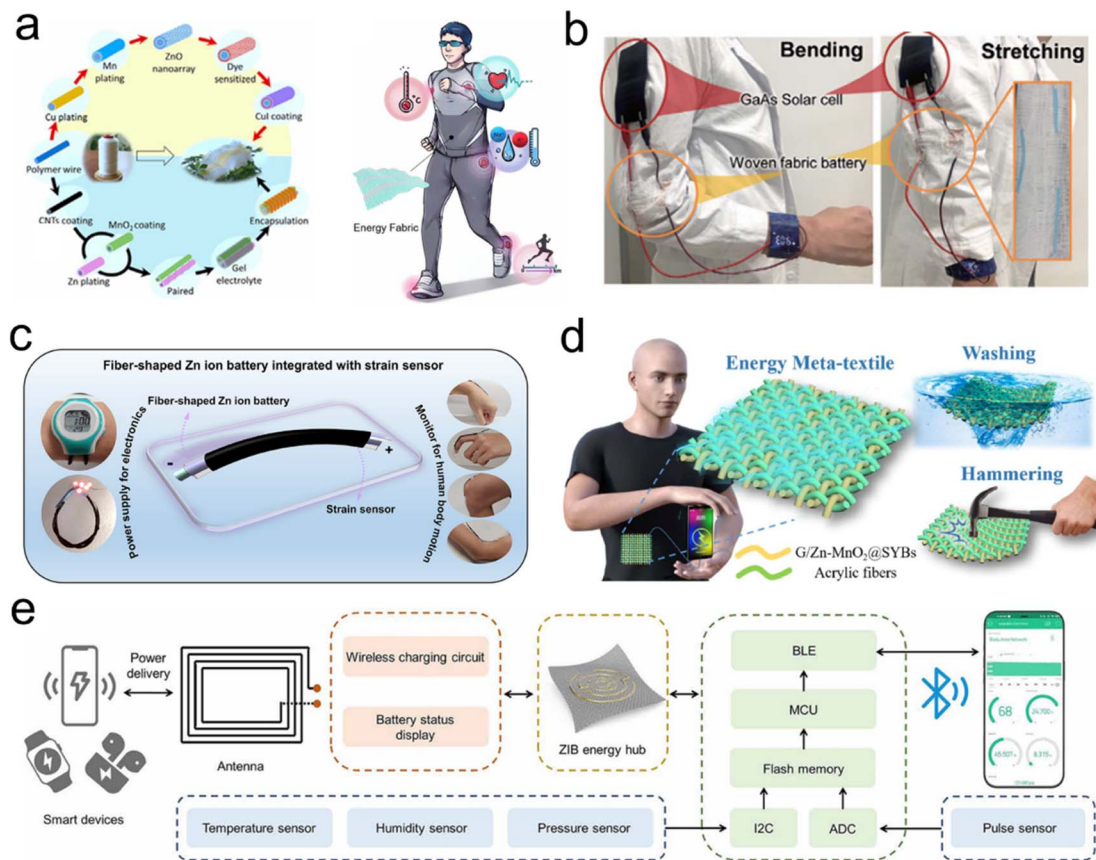 a
Mn
plating
ZnO
nanoarray
Dye
sensitized
Cu plating
CuI coating
Polymer wire
CNTs coating
MnO₂ coating
Zn plating
Paired
Gel
electrolyte
Encapsulation
°C
Energy Fabric
km
b
Bending
Stretching
GaAs Solar cell
Woven fabric battery
c
Fiber-shaped Zn ion battery integrated with strain sensor
Fiber-shaped Zn ion battery
Power supply for electronics
-
+
Strain sensor
Monitor for human body motion
d
Energy Meta-textile
Washing
Hammering
G/Zn-MnO₂@SYBs
Acrylic fibers
e
Power
delivery
Smart devices
Antenna
Wireless charging circuit
Battery status
display
ZIB energy hub
BLE
MCU
Flash memory
I2C
ADC
Temperature sensor
Humidity sensor
Pressure sensor
Pulse sensor
68
24.700